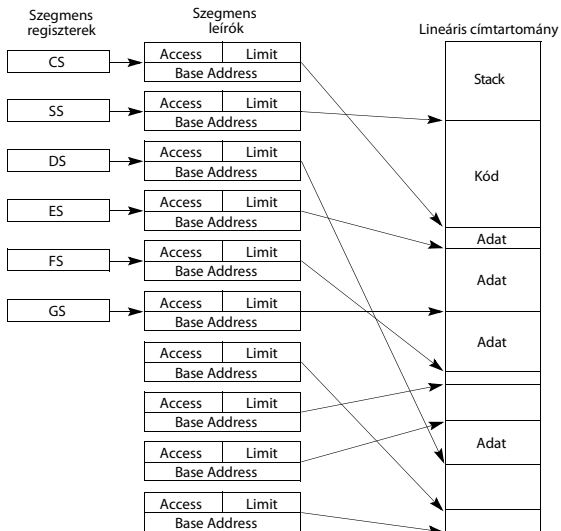 Szegmens
regiszterek
Szegmens
leírók
Lineáris címtartomány
CS
Access Limit
Base Address
Stack
SS
Access Limit
Base Address
DS
Access Limit
Base Address
Kód
ES
Access Limit
Base Address
Adat
FS
Access Limit
Base Address
Adat
GS
Access Limit
Base Address
Adat
Access Limit
Base Address
Access Limit
Base Address
Access Limit
Base Address
Adat
Access Limit
Base Address